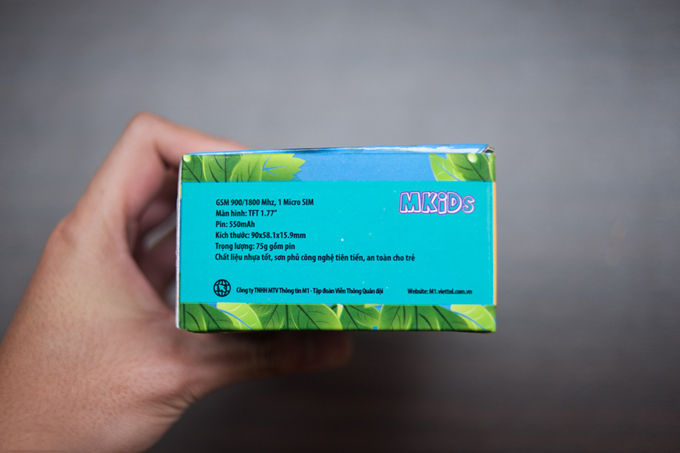 GSM 900/1800 Mhz, 1 Micro SIM
MKiDs
Màn hình: TFT 1.77"
Pin: 550mAh
Kích thước: 90x58.1x15.9mm
Trọng lượng: 75g gồm pin
Chất liệu nhựa tốt, sơn phủ công nghệ tiên tiến, an toàn cho trẻ
Công ty TNHH MTV Thông tin M1 - Tập đoàn Viễn Thông Quân đội
Website: M1.viettel.com.vn